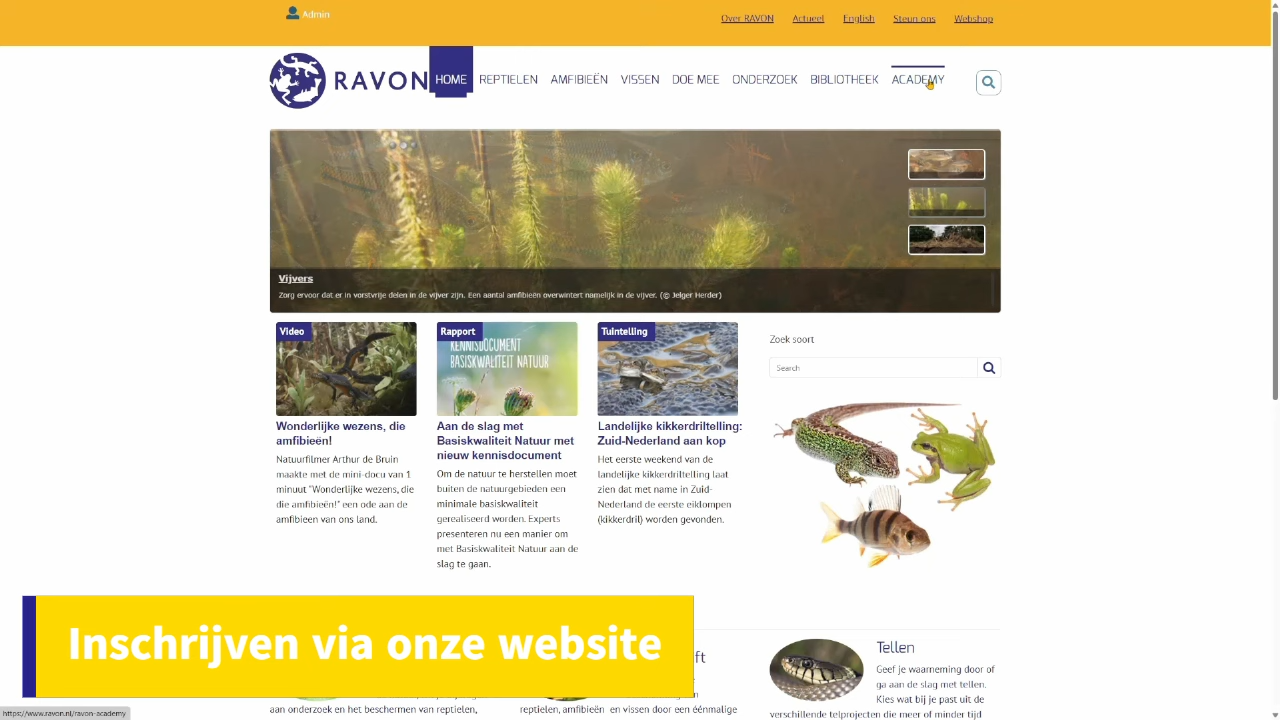 Admin
Over RAVON Actueel English Steun ons Webshop
RAVON HOME REPTIELEN AMFIBIEËN VISSEN DOE MEE ONDERZOEK BIBLIOTHEEK ACADEMY
Vijvers
Zorg ervoor dat er in vorstvrije delen in de vijver zijn. Een aantal amfibieën overwintert namelijk in de vijver. (© Jelger Herder)
Video
Wonderlijke wezens, die
amfibieën!
Natuurfilmer Arthur de Bruin
maakte met de mini-docu van 1
minuut "Wonderlijke wezens, die
die amfibieën!" een ode aan de
amfibieen van ons land.
Rapport
KENNISDOCUMENT
BASISKWALITEIT NATUUR
Aan de slag met
Basiskwaliteit Natuur met
nieuw kennisdocument
Om de natuur te herstellen moet
buiten de natuurgebieden een
minimale basiskwaliteit
gerealiseerd worden. Experts
presenteren nu een manier om
met Basiskwaliteit Natuur aan de
slag te gaan.
Tuintelling
Landelijke kikkerdriltelling:
Zuid-Nederland aan kop
Het eerste weekend van de
landelijke kikkerdriltelling laat
zien dat met name in Zuid-
Nederland de eerste eiklompen
(kikkerdril) worden gevonden.
Zoek soort
Search
Inschrijven via onze website
ft
en
aan onderzoek en het beschermen van reptielen,
reptielen, amfibieën en vissen door een éénmalige
Tellen
Geef je waarneming door of
ga aan de slag met tellen.
Kies wat bij je past uit de
verschillende telprojecten die meer of minder tijd
https://www.ravon.nl/ravon-academy